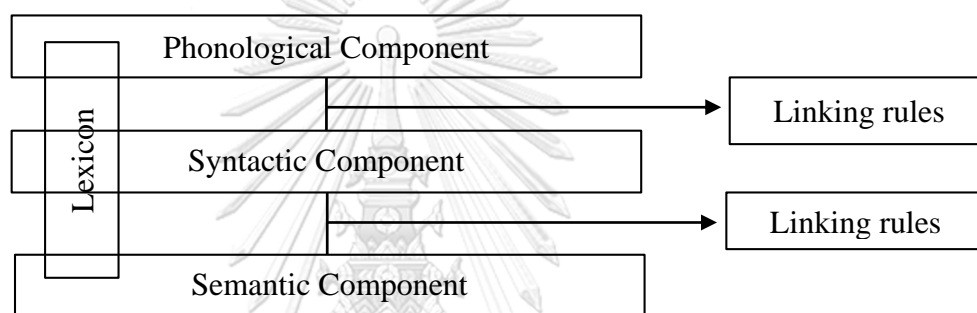 Phonological Component
Linking rules
Lexicon
Syntactic Component
Linking rules
Semantic Component